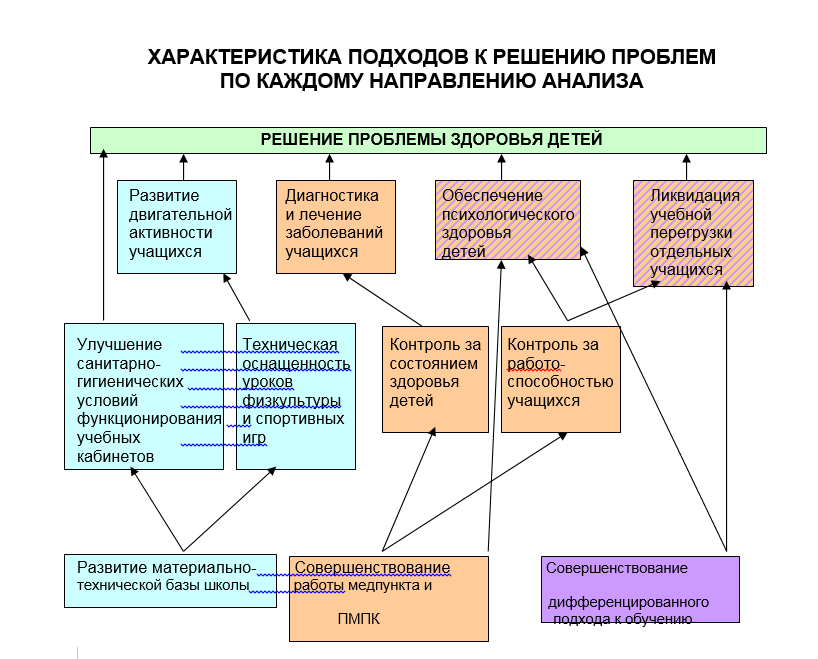 ХАРАКТЕРИСТИКА ПОДХОДОВ К РЕШЕНИЮ ПРОБЛЕМ
ПО КАЖДОМУ НАПРАВЛЕНИЮ АНАЛИЗА
РЕШЕНИЕ ПРОБЛЕМЫ ЗДОРОВЬЯ ДЕТЕЙ
Развитие
двигательной
активности
учащихся
Диагностика
и лечение
заболеваний
учащихся
Обеспечение
психологического
здоровья
детей
Ликвидация
учебной
перегрузки
отдельных
учащихся
Улучшение
санитарно-
гигиенических
условий
функционирования
учебных
кабинетов
Техническая
оснащенность
уроков
физкультуры
и спортивных
игр
Контроль за
состоянием
здоровья
детей
Контроль за
работо-
способностью
учащихся
Развитие материально-
технической базы школы
Совершенствование
работы медпункта и
ПМПК
Совершенствование
дифференцированного
подхода к обучению